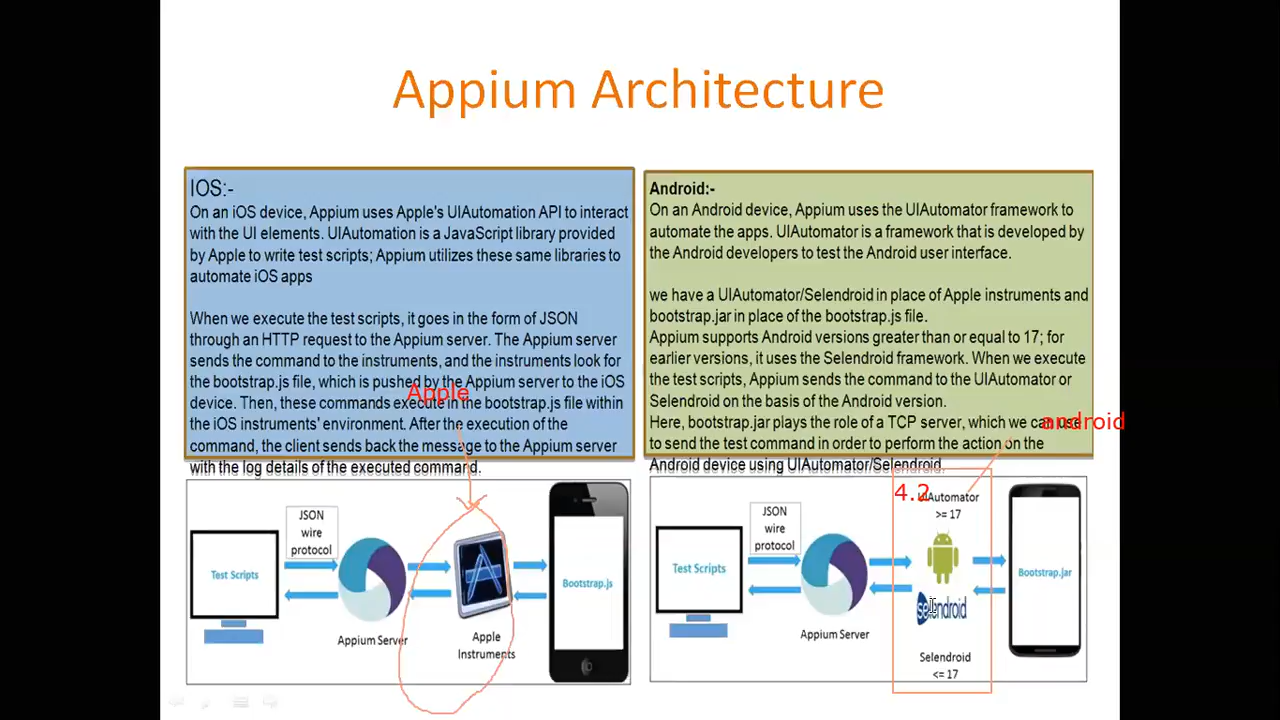 Appium Architecture
IOS:-
On an iOS device, Appium uses Apple's UIAutomation API to interact
with the UI elements. UIAutomation is a JavaScript library provided
by Apple to write test scripts; Appium utilizes these same libraries to
automate iOS apps
When we execute the test scripts, it goes in the form of JSON
through an HTTP request to the Appium server. The Appium server
sends the command to the instruments, and the instruments look for
the bootstrap.js file, which is pushed by the Appium server to the iOS
device. Then, these commands execute in the bootstrap.js file within
the iOS instruments' environment. After the execution of the
command, the client sends back the message to the Appium server
with the log details of the executed command.
Apple
Android:-
On an Android device, Appium uses the UIAutomator framework to
automate the apps. UIAutomator is a framework that is developed by
the Android developers to test the Android user interface.
we have a UIAutomator/Selendroid in place of Apple instruments and
bootstrap.jar in place of the bootstrap.js file.
Appium supports Android versions greater than or equal to 17; for
earlier versions, it uses the Selendroid framework. When we execute
the test scripts, Appium sends the command to the UIAutomator or
Selendroid on the basis of the Android version.
Here, bootstrap.jar plays the role of a TCP server, which we can use
to send the test command in order to perform the action on the
Android device using UIAutomator/Selendroid.
android
Test Scripts
JSON
wire
protocol
Appium Server
Apple
Instruments
Bootstrap.js
Test Scripts
JSON
wire
protocol
Appium Server
4.2
UIAutomator
>= 17
selendroid
Selendroid
<= 17
Bootstrap.jar